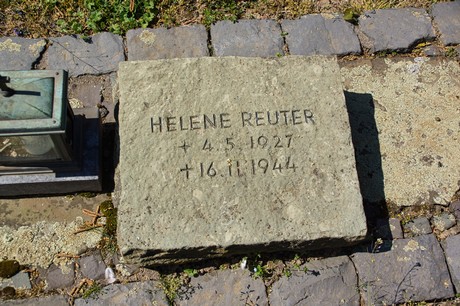 HELENE REUTER
+ 4.5.1927
+ 16.11.1944